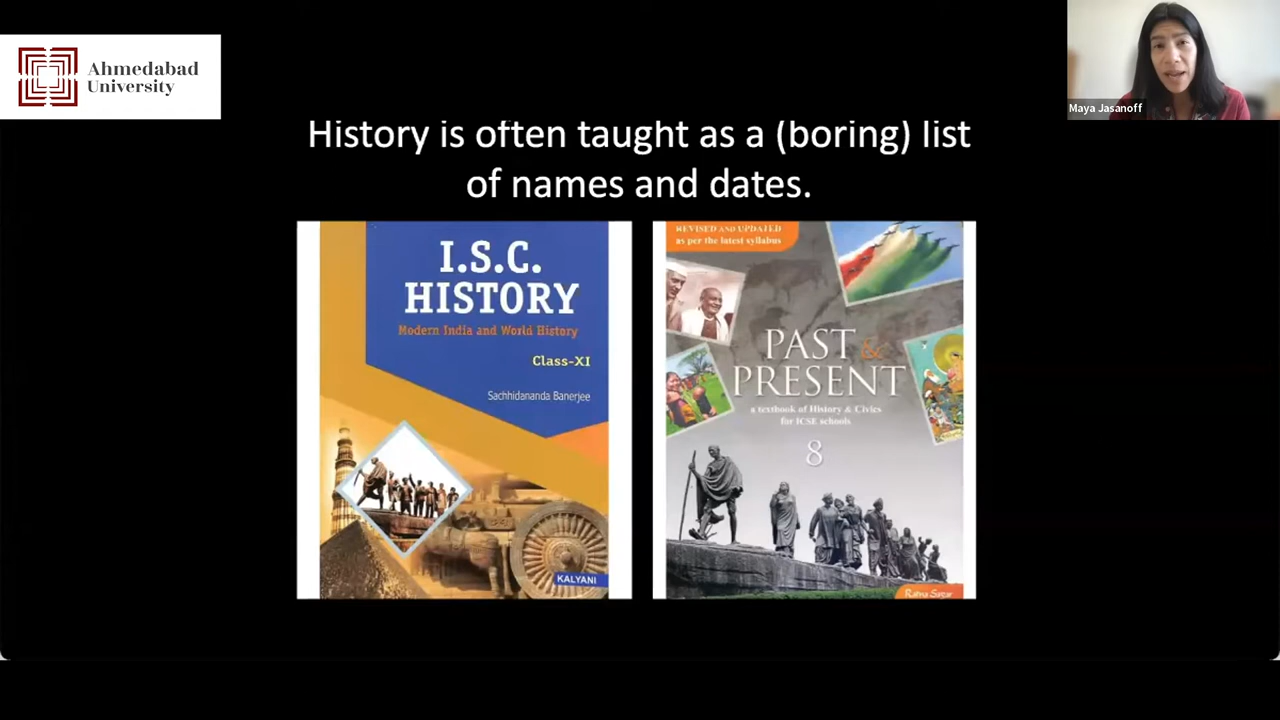 Ahmedabad
University
Maya Jasanoff
History is often taught as a (boring) list
of names and dates.
I.S.C.
HISTORY
Modern India and World History
Class-XI
Sachhidananda Banerjee
KALYANI
REVISED AND UPDATED
as per the latest syllabus
PAST &
PRESENT
a textbook of History & Civics
for ICSE schools
8
Ratna Sagar